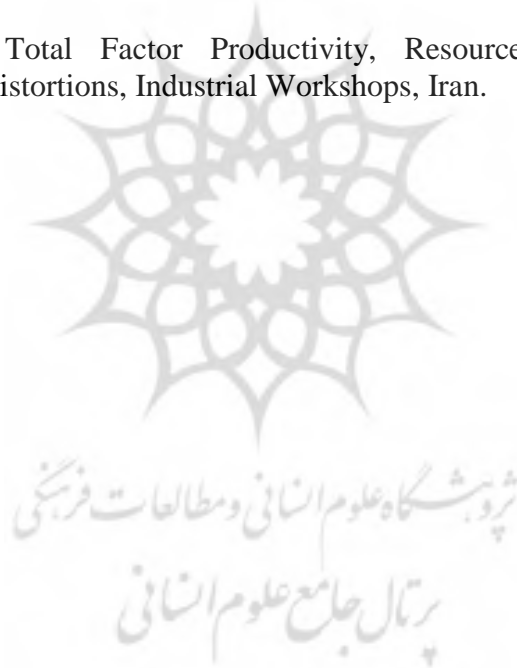 Total Factor Productivity, Resource
istortions, Industrial Workshops, Iran.
پژوهشگاه علوم انسانی و مطالعات فرهنگی
پرتال جامع علوم انسانی